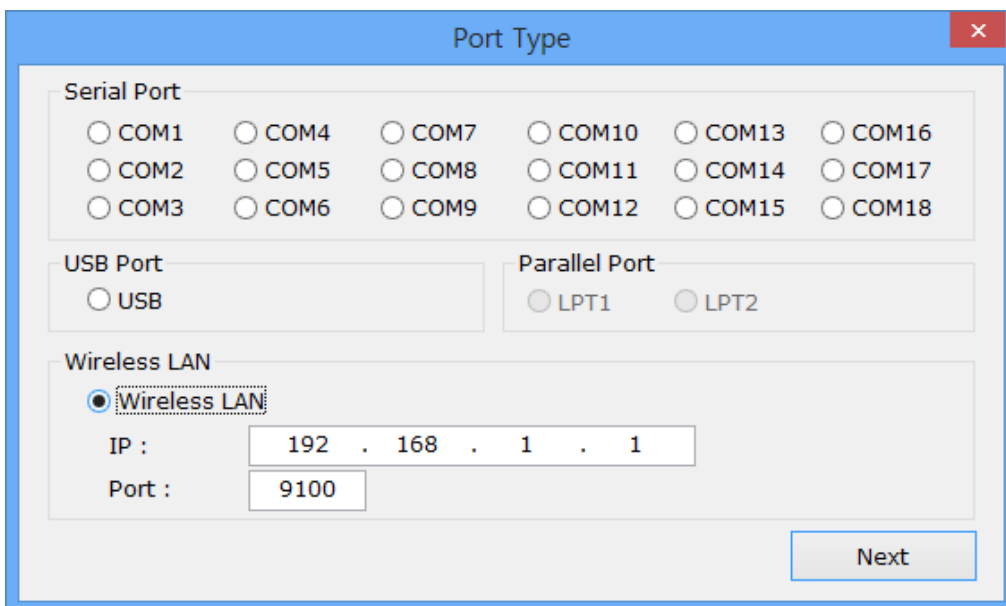 Port Type
Serial Port
COM1 COM4 COM7 COM10 COM13 COM16
COM2 COM5 COM8 COM11 COM14 COM17
COM3 COM6 COM9 COM12 COM15 COM18
USB Port Parallel Port
USB LPT1 LPT2
Wireless LAN
Wireless LAN
IP : 192 . 168 . 1 . 1
Port : 9100
Next